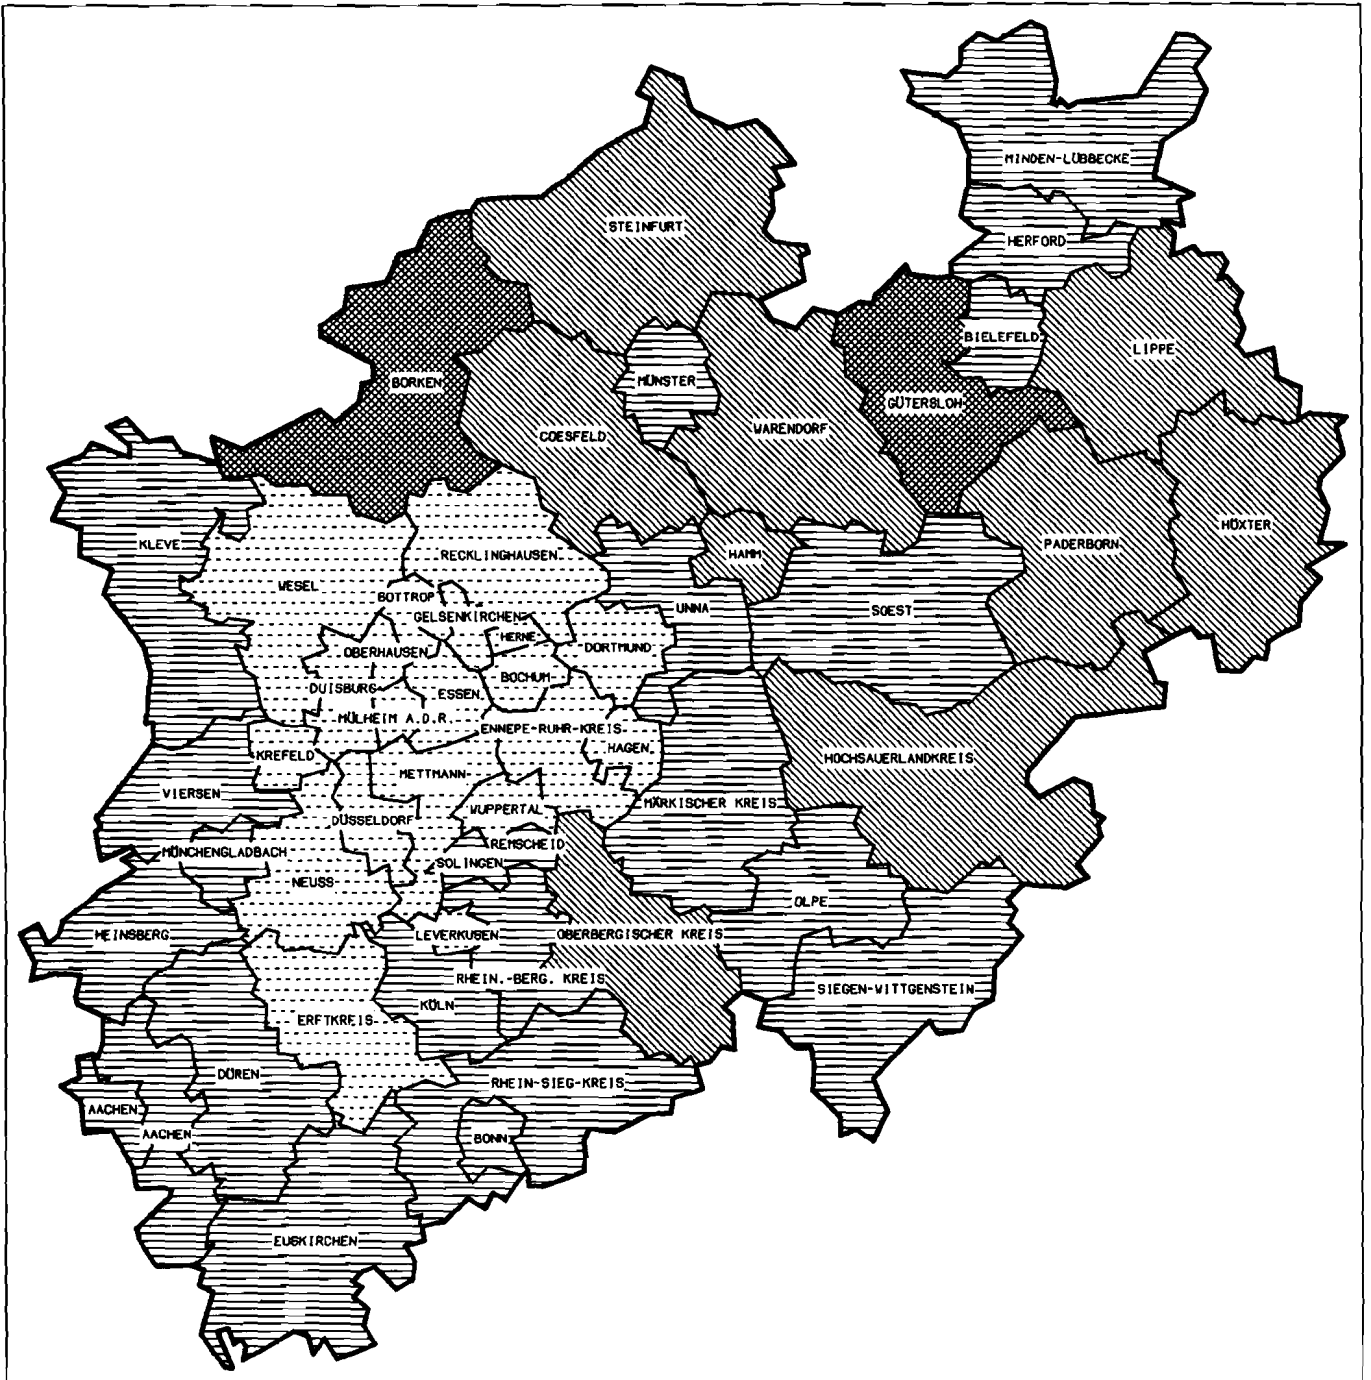 MINDEN-LÜBBECKE
STEINFURT
HERFORD
BIELEFELD
LIPPE
BORKEN
MÜNSTER
GÜTERSLOH
COESFELD
WARENDORF
HÖXTER
KLEVE
RECKLINGHAUSEN
HAMM
PADERBORN
WESEL
BOTTROP
UNNA
SOEST
GELSENKIRCHEN
HERNE
OBERHAUSEN
DORTMUND
BOCHUM
DUISBURG
ESSEN
MÜLHEIM A.D.R.
ENNEPE-RUHR-KREIS
KREFELD
HAGEN
HOCHSAUERLANDKREIS
METTMANN
VIERSEN
WUPPERTAL
MÄRKISCHER KREIS
DÜSSELDORF
REMSCHEID
MÖNCHENGLADBACH
SOLINGEN
NEUSS
OLPE
HEINSBERG
LEVERKUSEN
OBERBERGISCHER KREIS
RHEIN.-BERG. KREIS
SIEGEN-WITTGENSTEIN
KÖLN
ERFTKREIS
DÜREN
RHEIN-SIEG-KREIS
AACHEN
AACHEN
BONN
EUSKIRCHEN